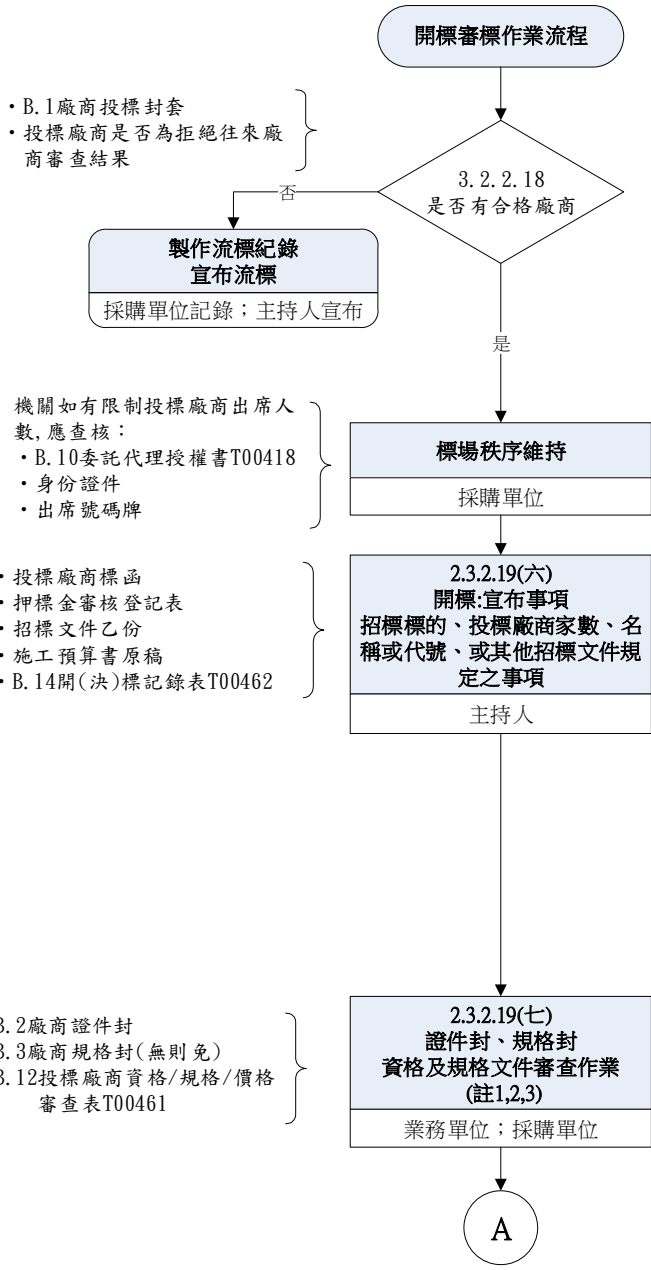 開標審標作業流程
・B.1廠商投標封套
・投標廠商是否為拒絕往來廠
商審查結果
3.2.2.18
是否有合格廠商
否
製作流標紀錄
宣布流標
採購單位記錄；主持人宣布
是
機關如有限制投標廠商出席人
數,應查核：
・B.10委託代理授權書T00418
・身份證件
・出席號碼牌
標場秩序維持
採購單位
・投標廠商標函
・押標金審核登記表
・招標文件乙份
・施工預算書原稿
・B.14開(決)標記錄表T00462
2.3.2.19(六)
開標:宣布事項
招標標的、投標廠商家數、名
稱或代號、或其他招標文件規
定之事項
主持人
3.2廠商證件封
3.3廠商規格封(無則免)
3.12投標廠商資格/規格/價格
審查表T00461
2.3.2.19(七)
證件封、規格封
資格及規格文件審查作業
(註1,2,3)
業務單位；採購單位
A